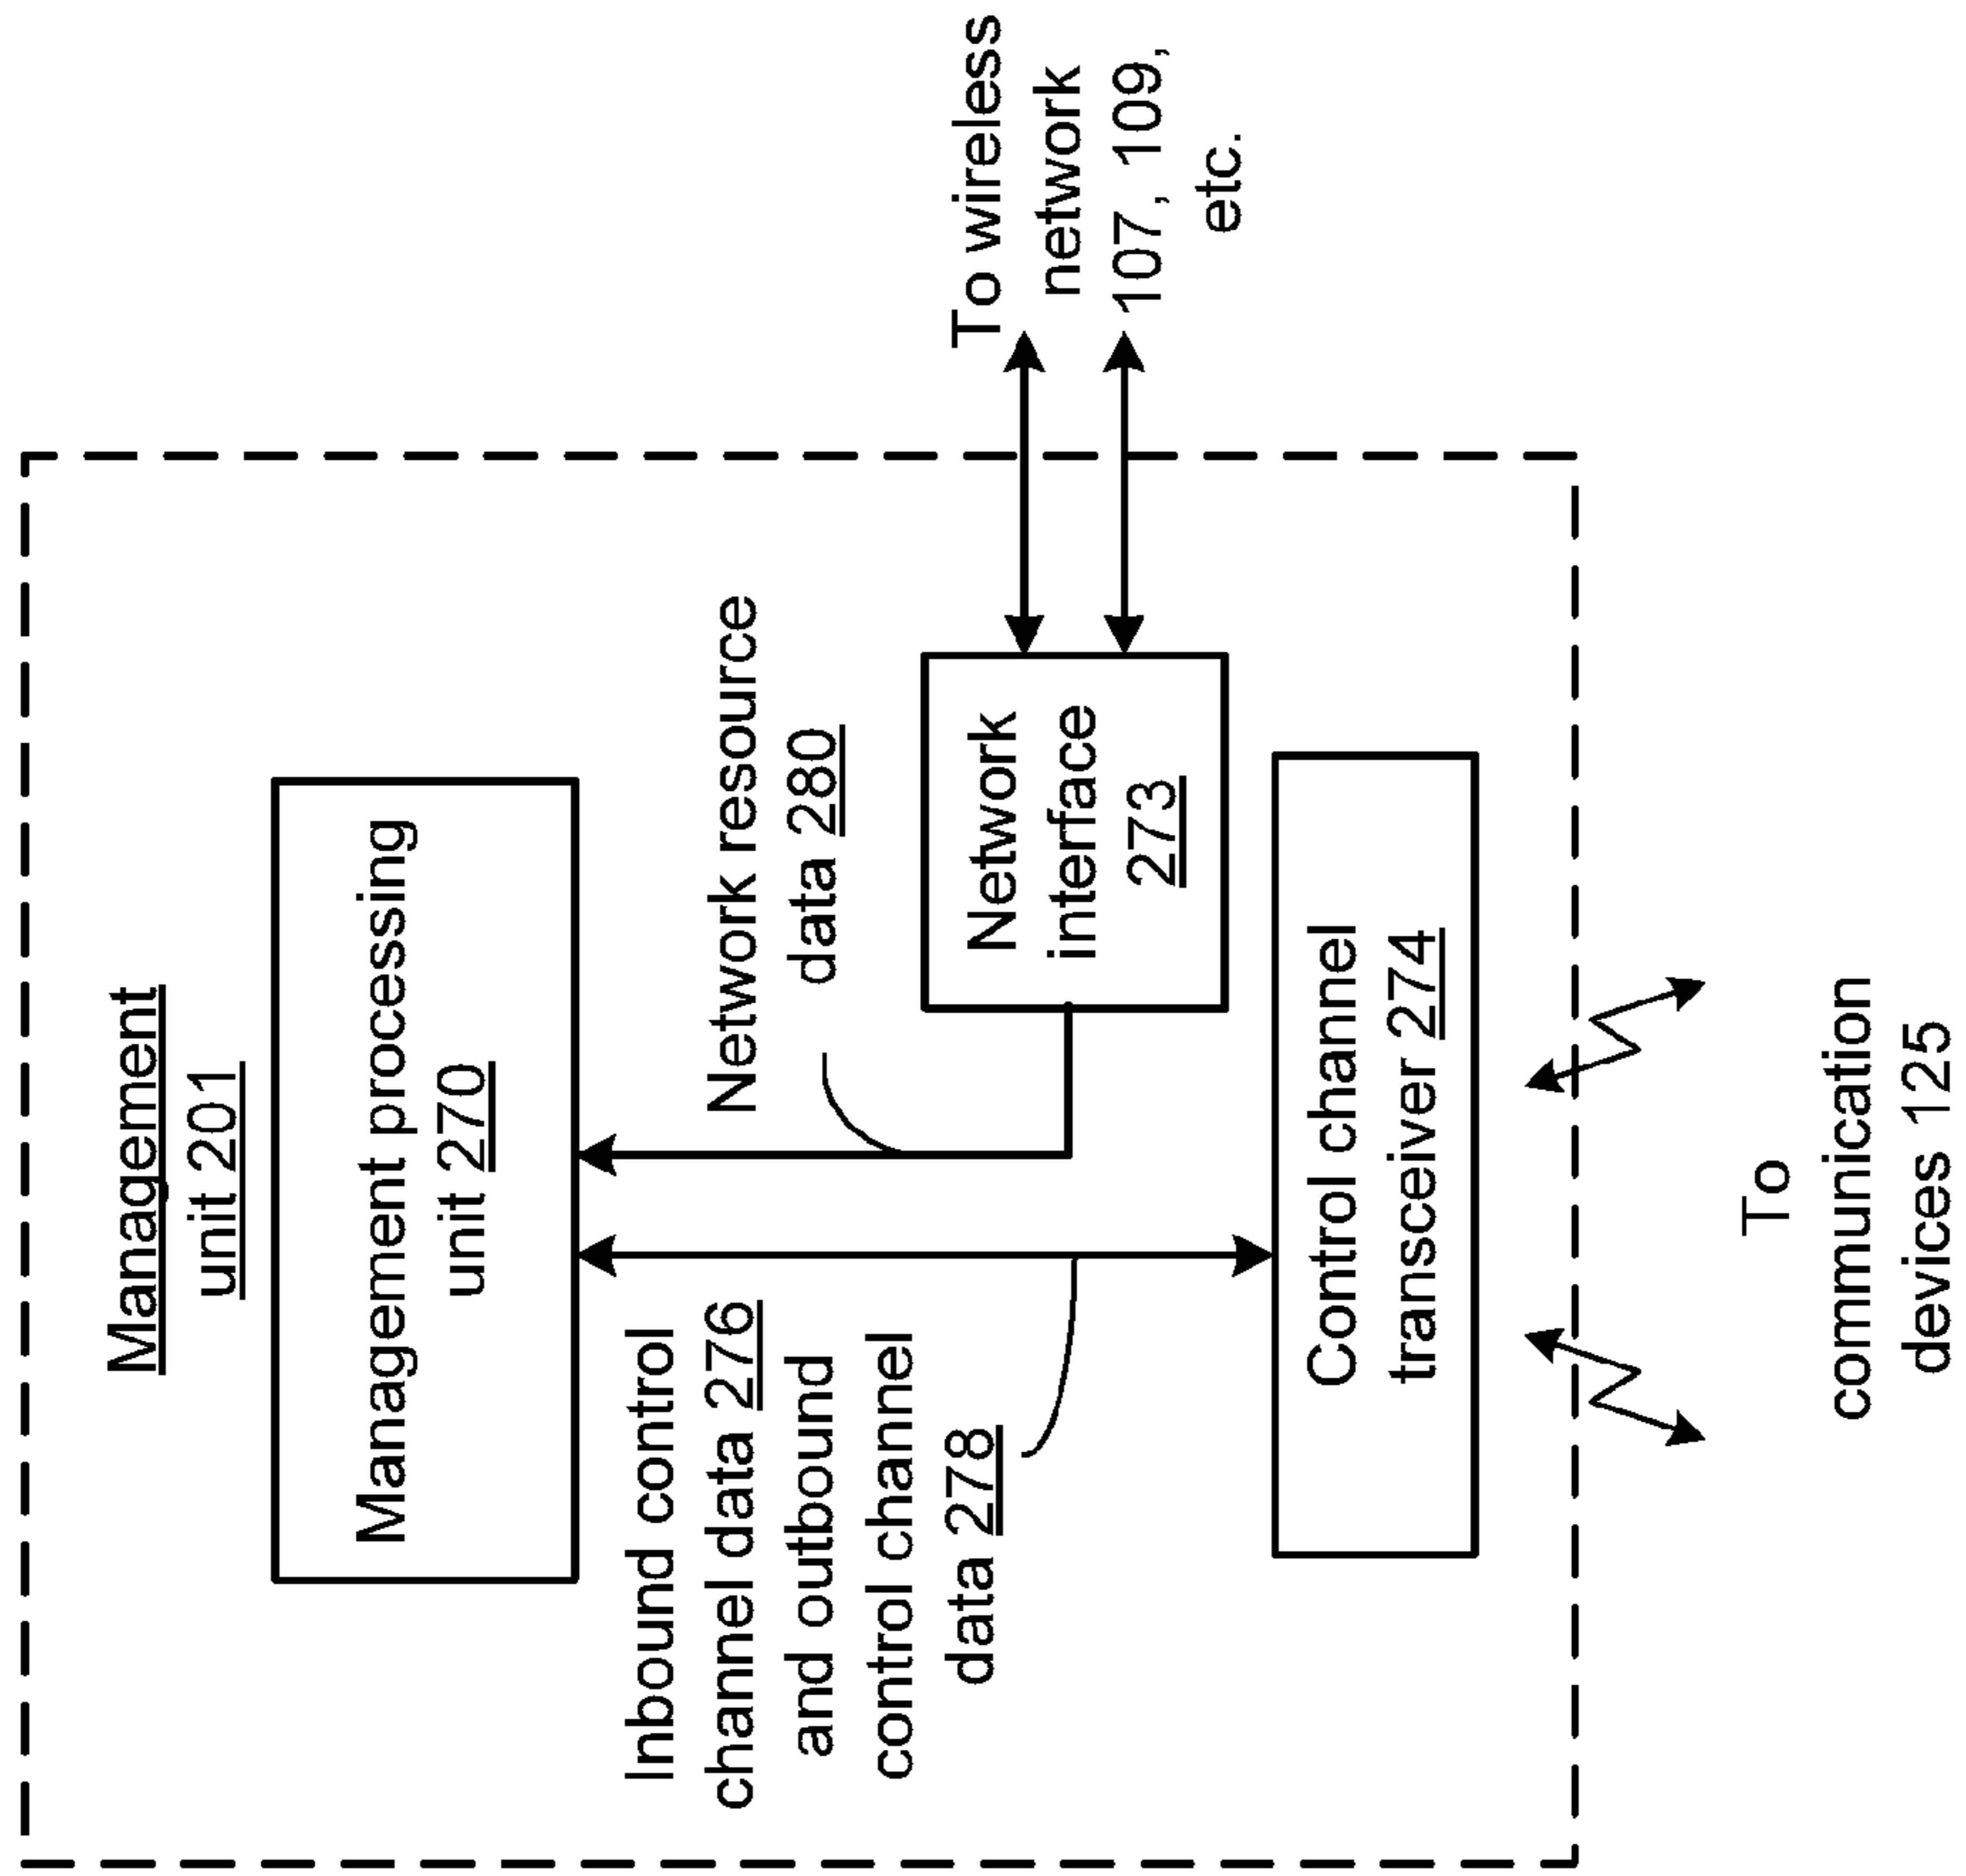 Management
unit 201
Management processing
unit 270
Inbound control
channel data 276
and outbound
control channel
data 278
Network resource
data 280
Network
interface
273
To wireless
network
107, 109,
etc.
Control channel
transceiver 274
To
communication
devices 125